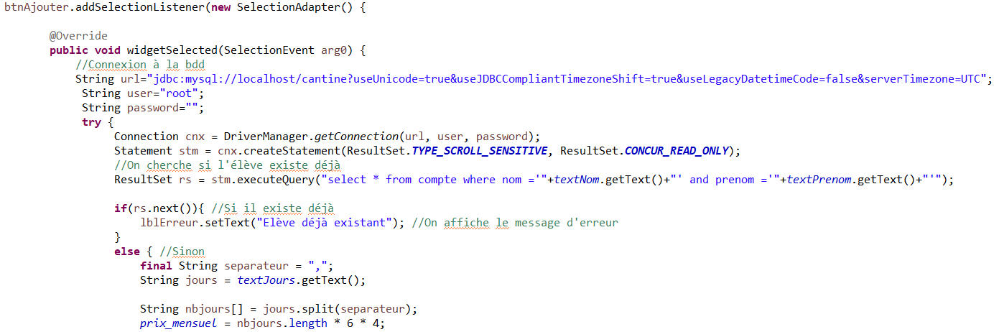 btnAjouter.addSelectionListener(new SelectionAdapter() {
@Override
public void widgetSelected(SelectionEvent arg0) {
//Connexion à la bdd
String url="jdbc:mysql://localhost/cantine?useUnicode=true&useJDBCCompliantTimezoneShift=true&useLegacyDatetimeCode=false&serverTimezone=UTC";
String user="root";
String password="";
try {
Connection cnx = DriverManager.getConnection(url, user, password);
Statement stm = cnx.createStatement(ResultSet.TYPE_SCROLL_SENSITIVE, ResultSet.CONCUR_READ_ONLY);
//On cherche si l'élève existe déjà
ResultSet rs = stm.executeQuery("select * from compte where nom ='"+textNom.getText()+"' and prenom ='"+textPrenom.getText()+"'");
if(rs.next()){ //Si il existe déjà
lblErreur.setText("Elève déjà existant"); //On affiche le message d'erreur
}
else { //Sinon
final String separateur = ",";
String jours = textJours.getText();
String nbjours[] = jours.split(separateur);
prix_mensuel = nbjours.length * 6 * 4;